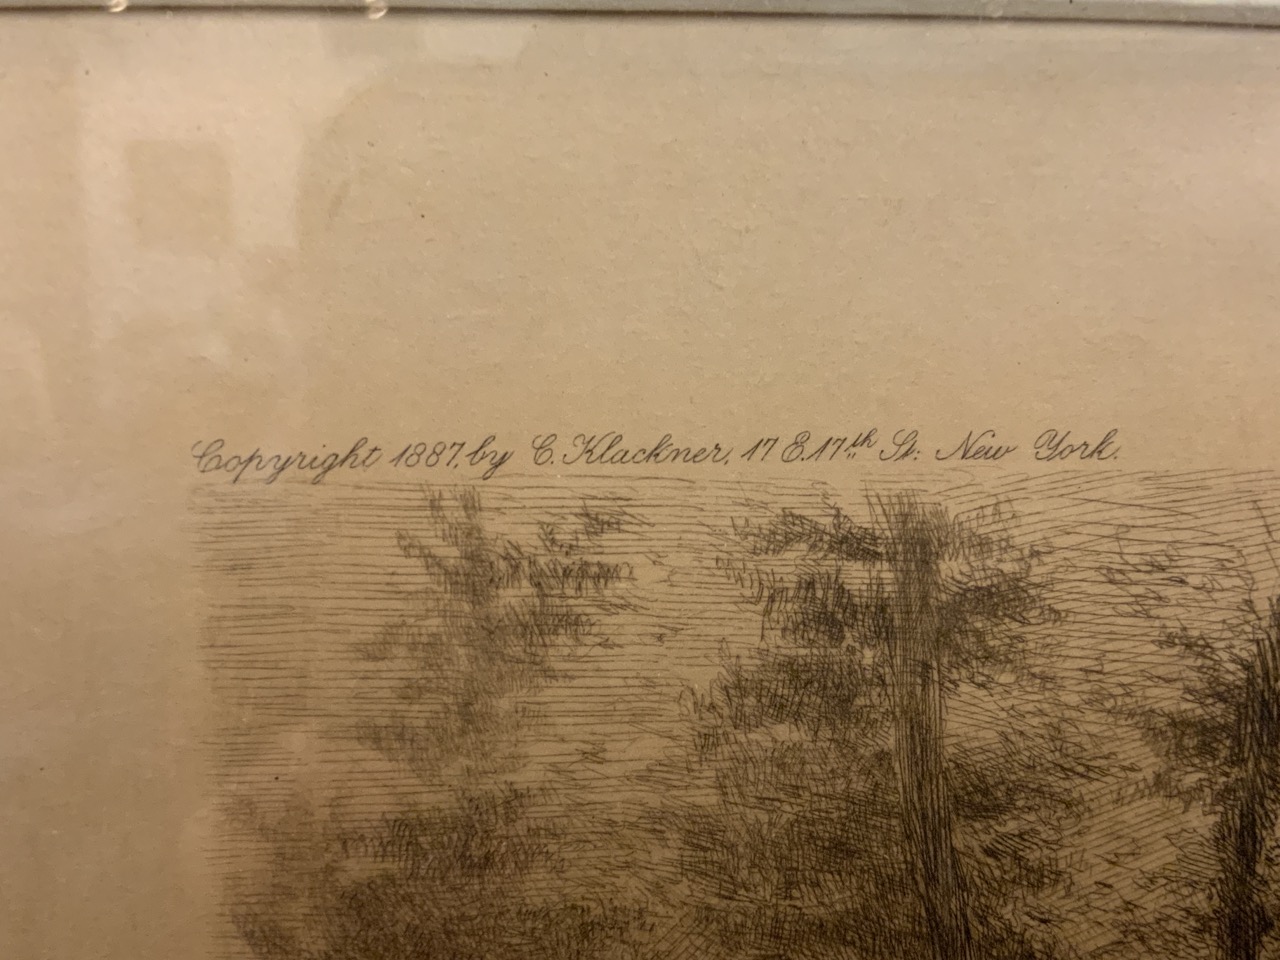 Copyright 1887, by C. Klackner, 17 E. 17th St. New York.